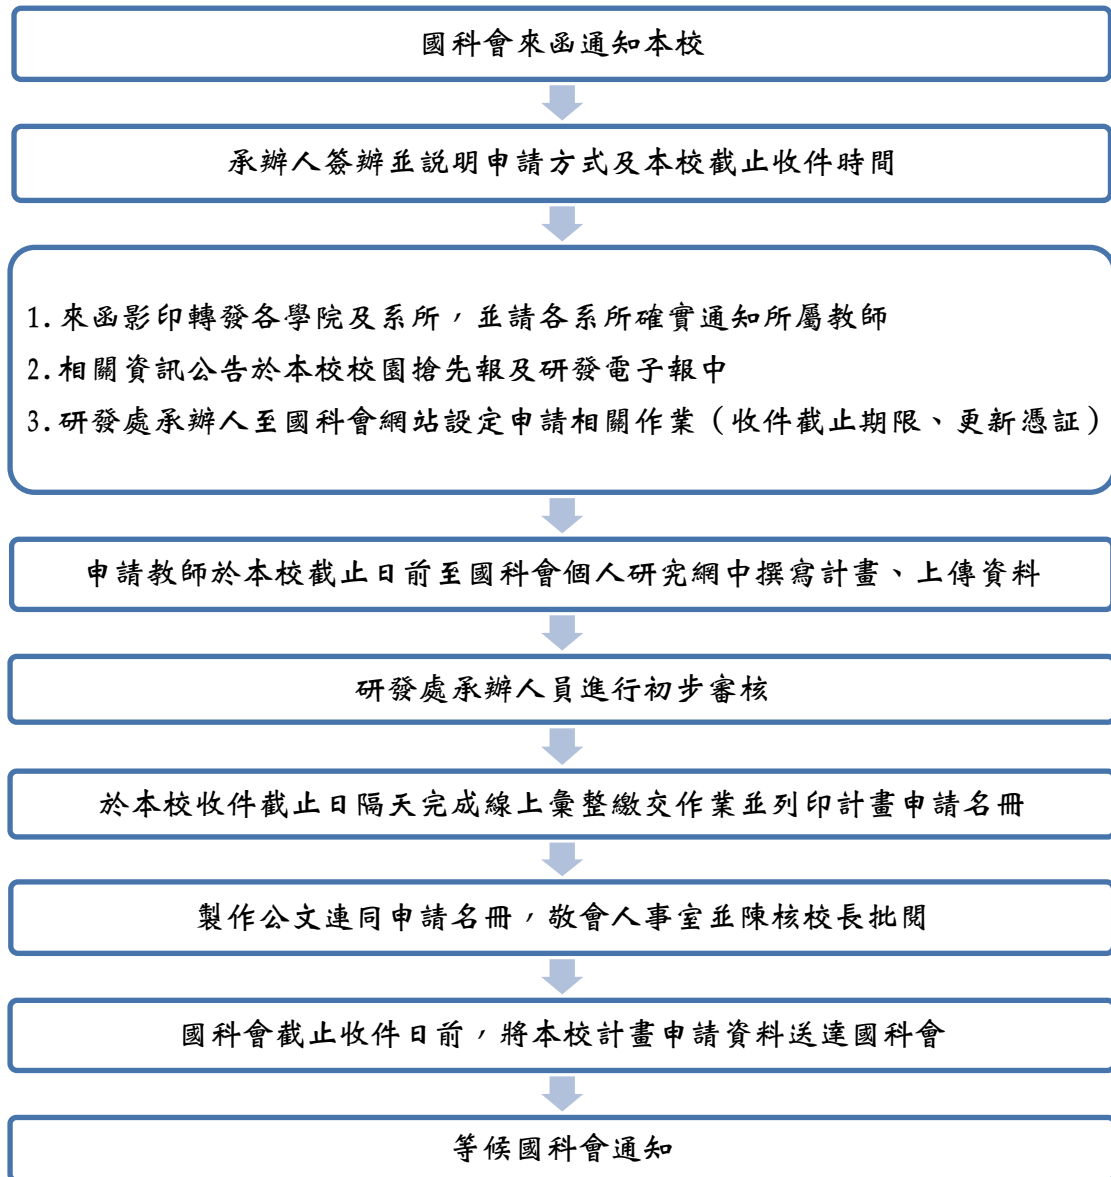 國科會來函通知本校
承辦人簽辦並説明申請方式及本校截止收件時間
1.來函影印轉發各學院及系所，並請各系所確實通知所屬教師
2.相關資訊公告於本校校園搶先報及研發電子報中
3.研發處承辦人至國科會網站設定申請相關作業（收件截止期限、更新憑証）
申請教師於本校截止日前至國科會個人研究網中撰寫計畫、上傳資料
研發處承辦人員進行初步審核
於本校收件截止日隔天完成線上彙整繳交作業並列印計畫申請名冊
製作公文連同申請名冊，敬會人事室並陳核校長批閱
國科會截止收件日前，將本校計畫申請資料送達國科會
等候國科會通知